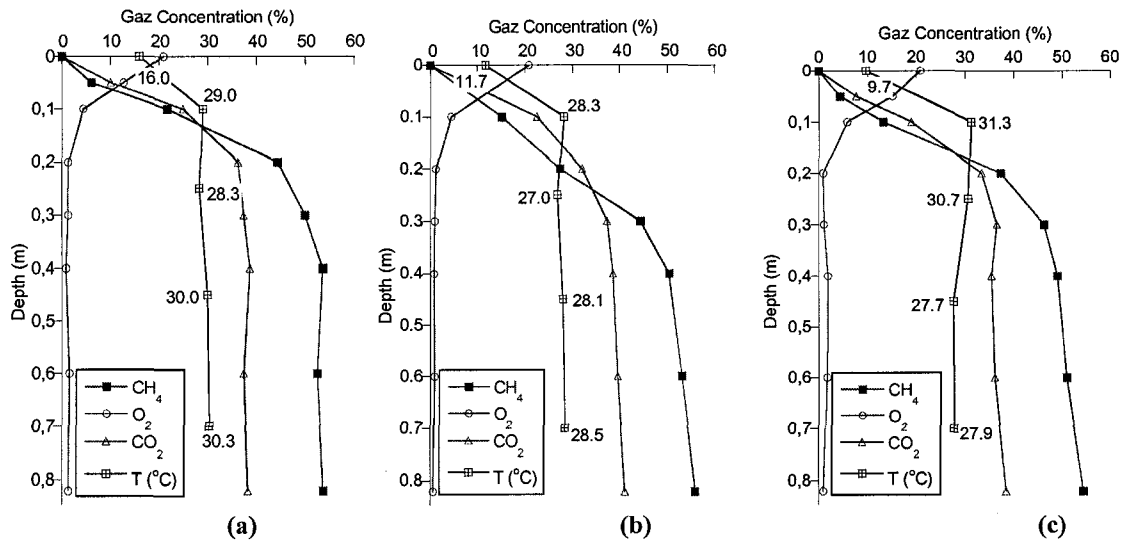 Gaz Concentration (%)
0 10 20 30 40 50 60
Depth (m)
0
0,1
0,2
0,3
0,4
0,5
0,6
0,7
0,8
16.0
29.0
28.3
30.0
30.3
CH4
O2
CO2
T (°C)
(a)
Gaz Concentration (%)
0 10 20 30 40 50 60
Depth (m)
0
0.1
0.2
0.3
0.4
0.5
0.6
0.7
0.8
11.7
28.3
27.0
28.1
28.5
CH4
O2
CO2
T (°C)
(b)
Gaz Concentration (%)
0 10 20 30 40 50 60
Depth (m)
0
0,1
0,2
0,3
0,4
0,5
0,6
0,7
0,8
9.7
31.3
30.7
27.7
27.9
CH4
O2
CO2
T (°C)
(c)